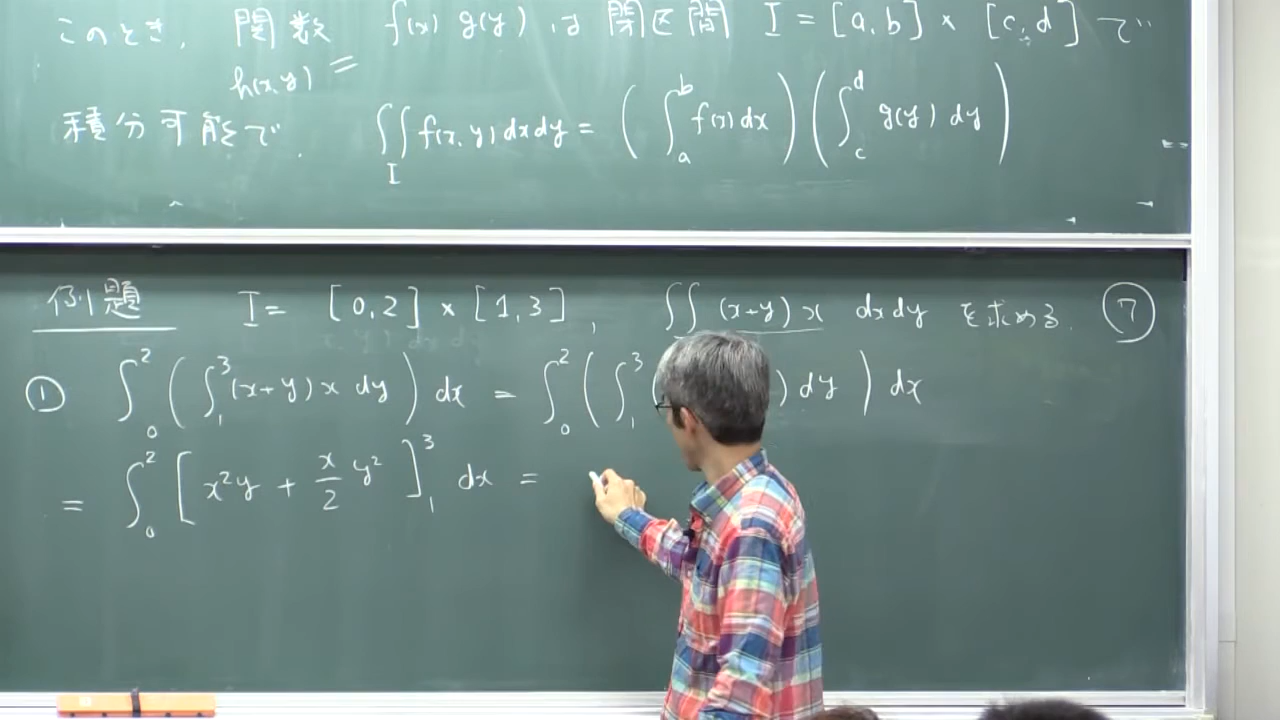 このとき, 関数 f(x) g(y) は 閉区間 I = [a,b] × [c,d] で
h(x,y) =
積分可能で, ∬_I f(x,y) dx dy = ( ∫_a^b f(x) dx ) ( ∫_c^d g(y) dy )
例題 I = [0,2] × [1,3], ∬ (x+y) x dx dy を求める. ⑦
① ∫_0^2 ( ∫_1^3 (x+y) x dy ) dx = ∫_0^2 ( ∫_1^3 ( ) dy ) dx
= ∫_0^2 [ x²y + x/2 y² ]_1^3 dx =